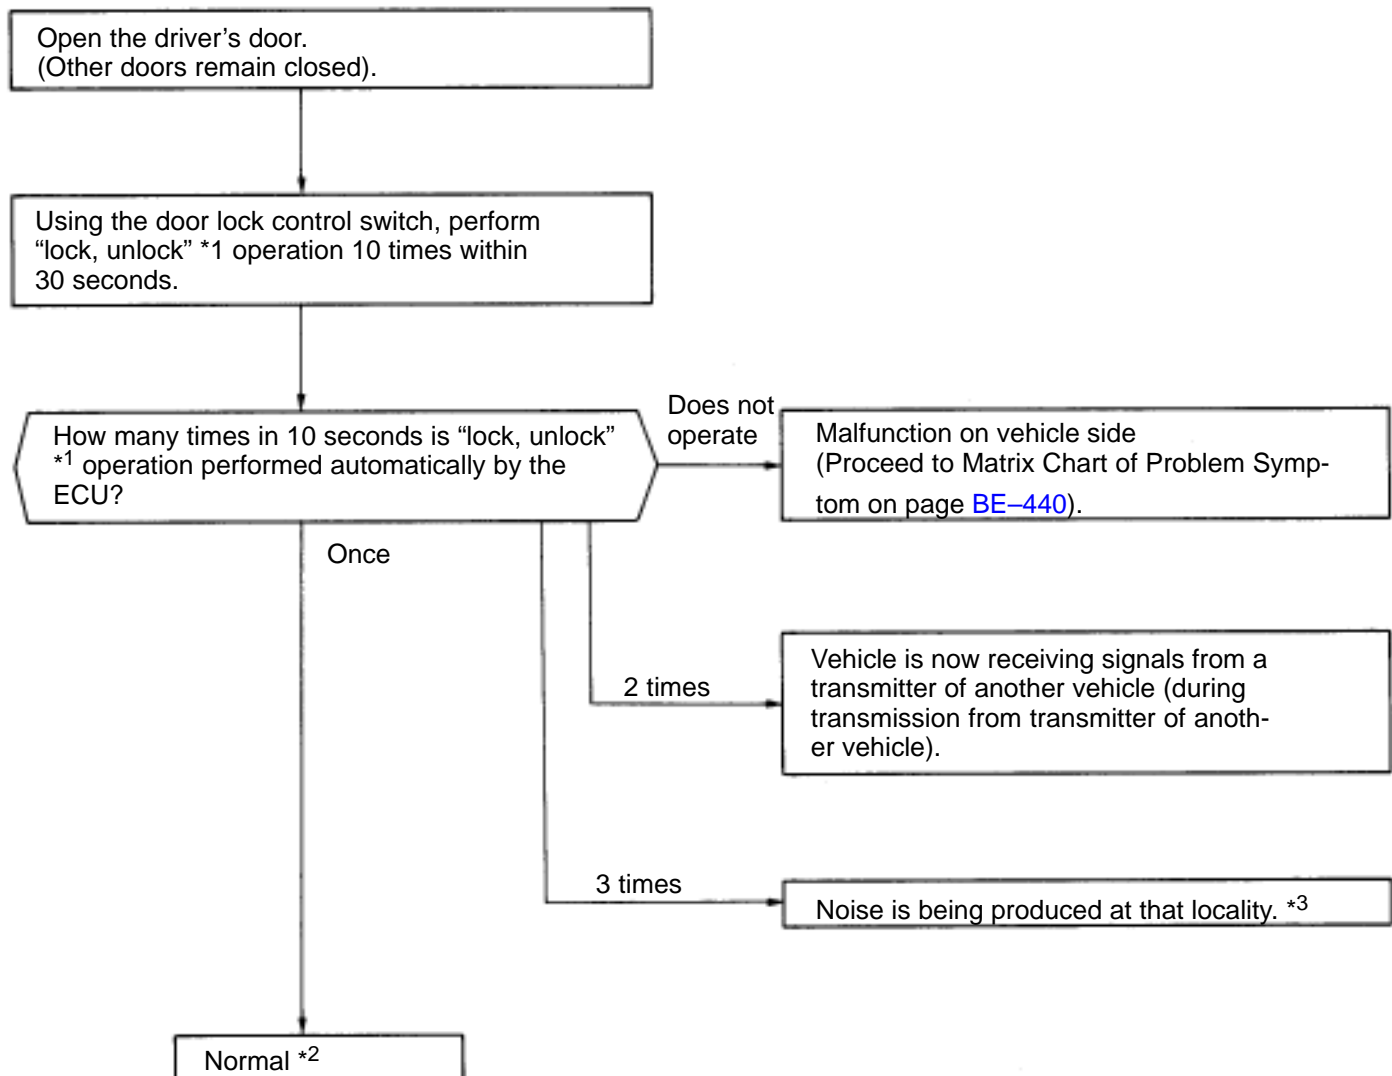 Open the driver’s door.
(Other doors remain closed).
Using the door lock control switch, perform
“lock, unlock” *1 operation 10 times within
30 seconds.
How many times in 10 seconds is “lock, unlock”
*1 operation performed automatically by the
ECU?
Does not
operate
Malfunction on vehicle side
(Proceed to Matrix Chart of Problem Symp-
tom on page BE–440).
Once
2 times
Vehicle is now receiving signals from a
transmitter of another vehicle (during
transmission from transmitter of anoth-
er vehicle).
3 times
Noise is being produced at that locality. *3
Normal *2